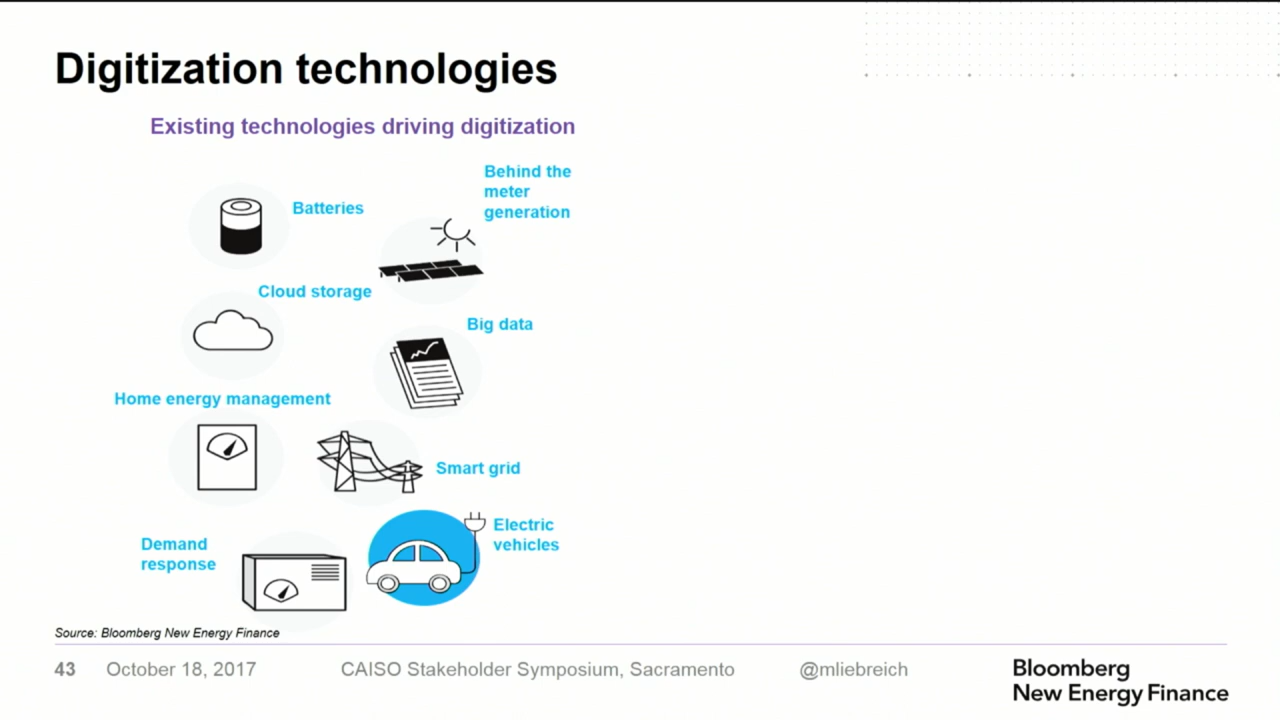 Digitization technologies
Existing technologies driving digitization
Behind the
meter
generation
Batteries
Cloud storage
Big data
Home energy management
Smart grid
Electric
vehicles
Demand
response
Source: Bloomberg New Energy Finance
43 October 18, 2017 CAISO Stakeholder Symposium, Sacramento @mliebreich
Bloomberg
New Energy Finance